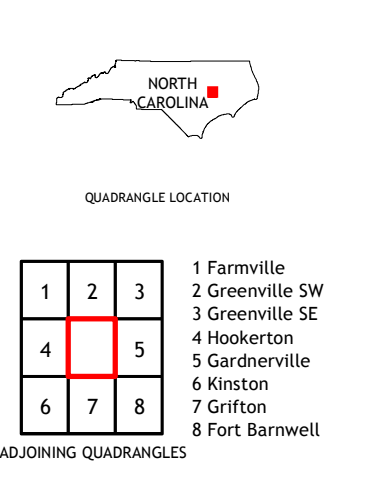 NORTH
CAROLINA
QUADRANGLE LOCATION
1 2 3
4 5
6 7 8
ADJOINING QUADRANGLES
1 Farmville
2 Greenville SW
3 Greenville SE
4 Hookerton
5 Gardnerville
6 Kinston
7 Grifton
8 Fort Barnwell